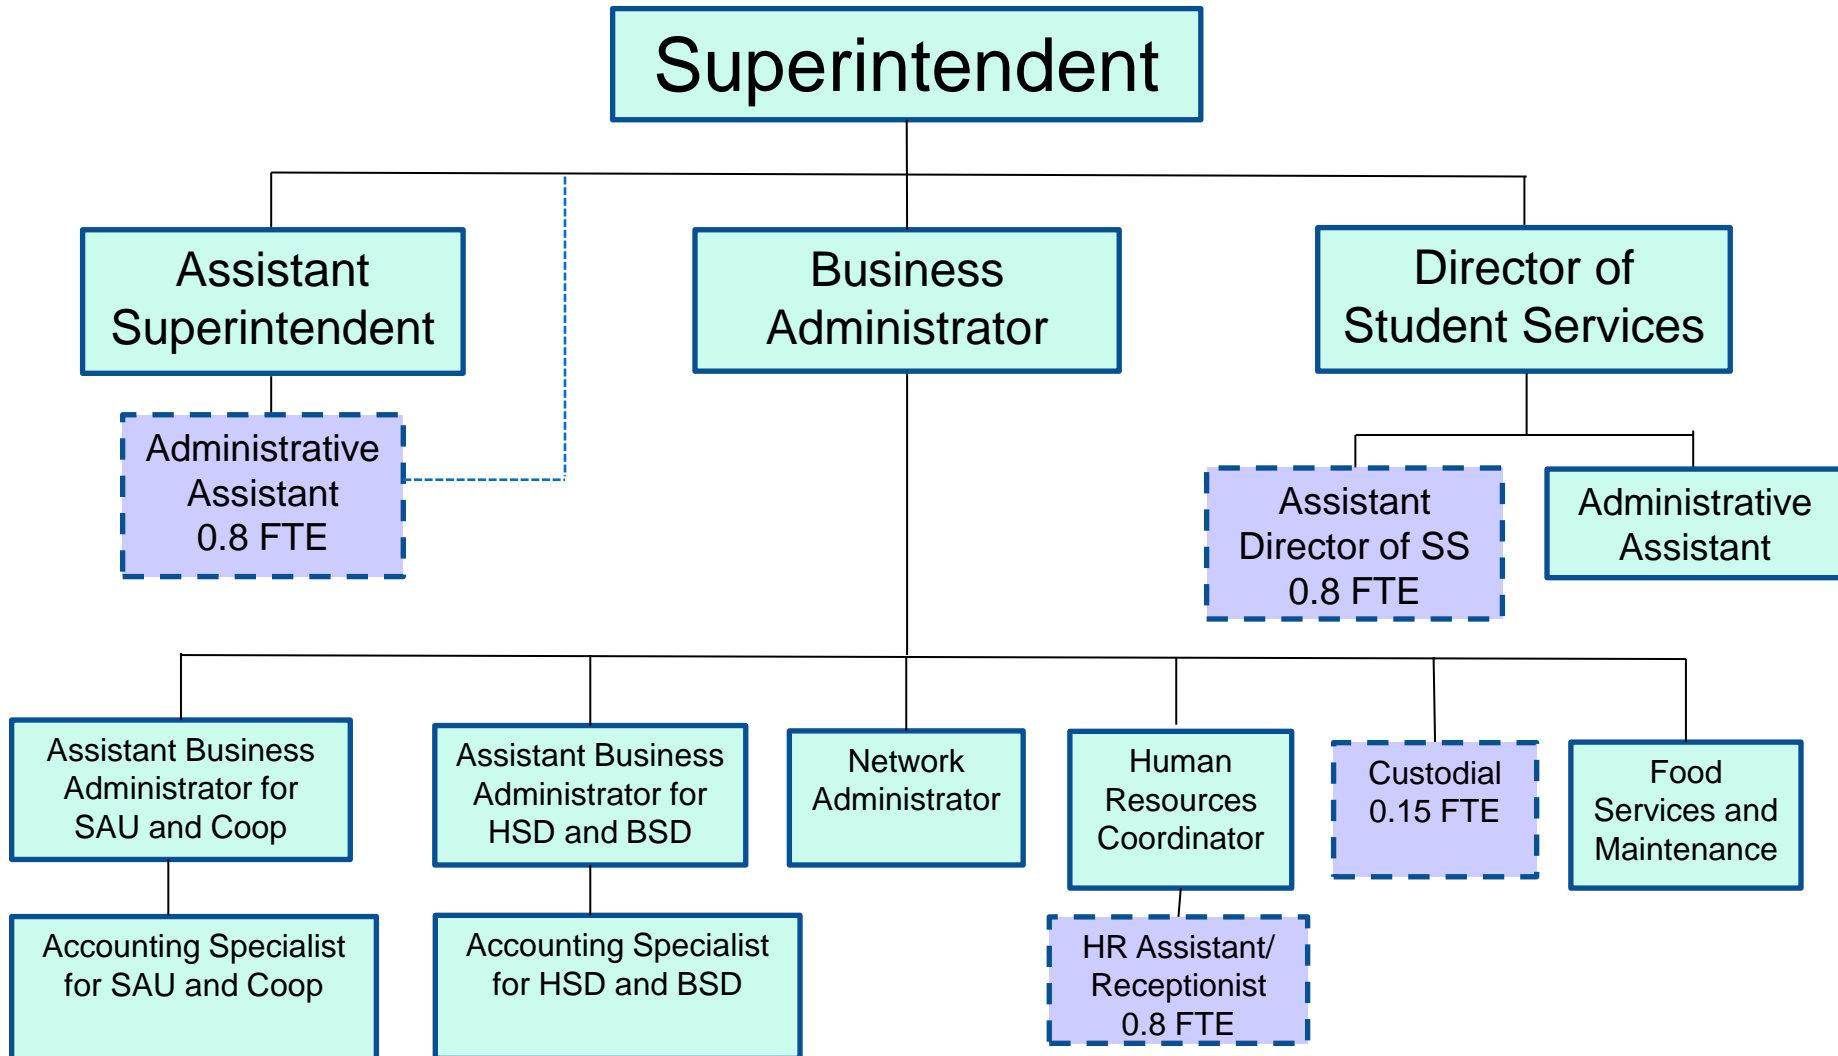 Superintendent
Assistant
Superintendent
Business
Administrator
Director of
Student Services
Administrative
Assistant
0.8 FTE
Assistant
Director of SS
0.8 FTE
Administrative
Assistant
Assistant Business
Administrator for
SAU and Coop
Assistant Business
Administrator for
HSD and BSD
Network
Administrator
Human
Resources
Coordinator
Custodial
0.15 FTE
Food
Services and
Maintenance
Accounting Specialist
for SAU and Coop
Accounting Specialist
for HSD and BSD
HR Assistant/
Receptionist
0.8 FTE